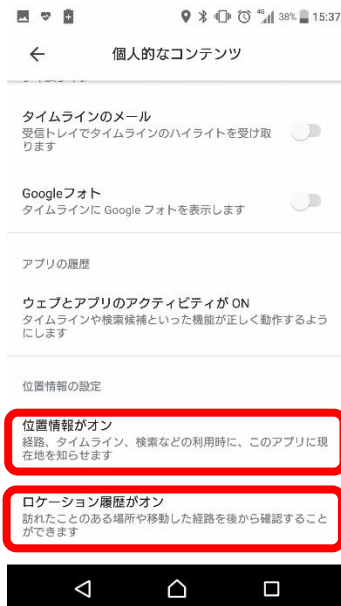 38% 15:37
個人的なコンテンツ
タイムラインのメール
受信トレイでタイムラインのハイライトを受け取
ります
Googleフォト
タイムラインに Google フォトを表示します
アプリの履歴
ウェブとアプリのアクティビティが ON
タイムラインや検索候補といった機能が正しく動作するよう
にします
位置情報の設定
位置情報がオン
経路、タイムライン、検索などの利用時に、このアプリに現
在地を知らせます
ロケーション履歴がオン
訪れたことのある場所や移動した経路を後から確認すること
ができます